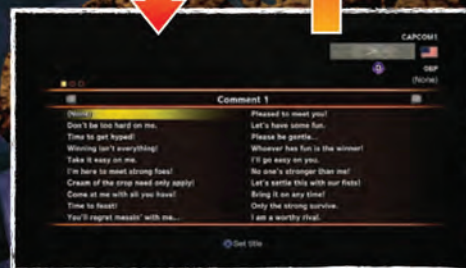 CAPCOM1
0BP
(None)
Comment 1
(None)
Pleased to meet you!
Don't be too hard on me.
Let's have some fun.
Time to get hyped!
Please be gentle...
Winning isn't everything!
Whoever has fun is the winner!
Take it easy on me.
I'll go easy on you.
I'm here to meet strong foes!
No one's stronger than me!
Cream of the crop need only apply!
Let's settle this with our fists!
Come at me with all you have!
Bring it on any time!
Time to feast!
Only the strong survive.
You'll regret messin' with me...
I am a worthy rival.
Set title